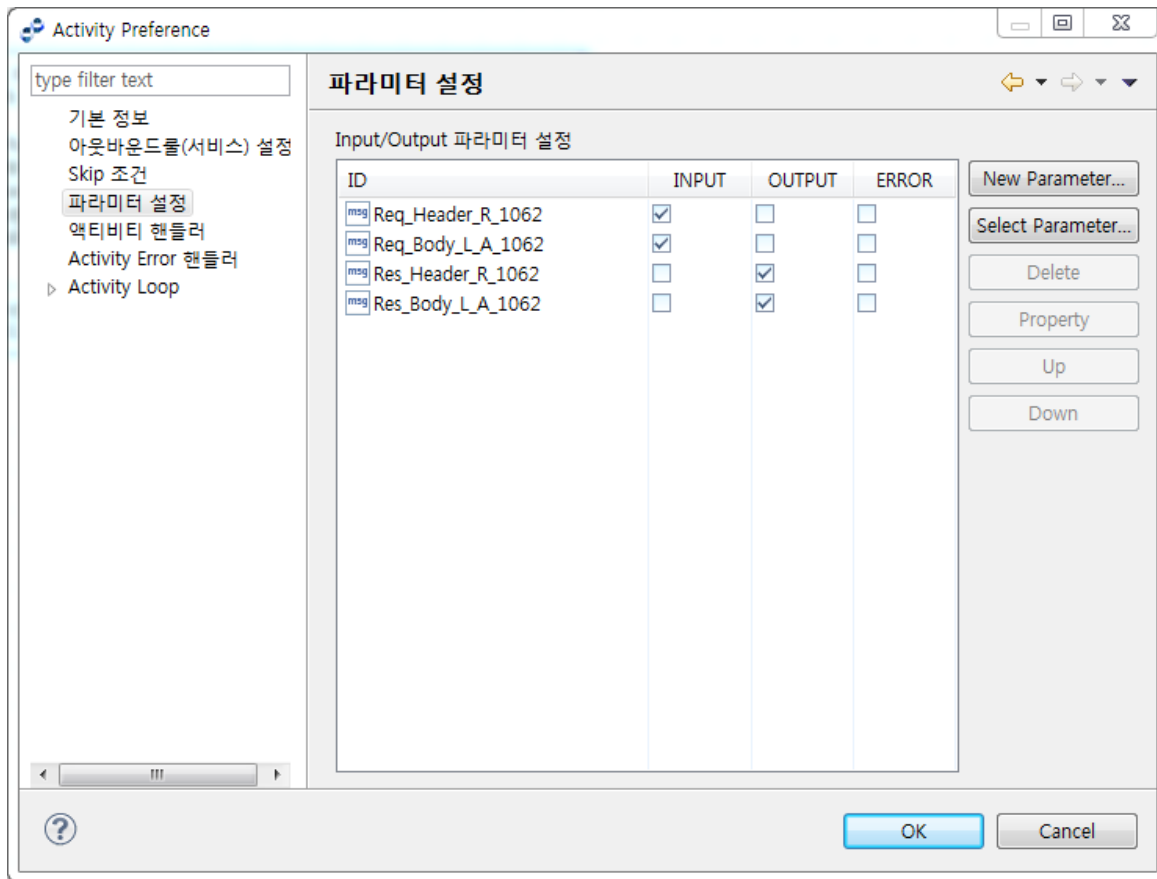 Activity Preference
type filter text
기본 정보
아웃바운드룰(서비스) 설정
Skip 조건
파라미터 설정
액티비티 핸들러
Activity Error 핸들러
Activity Loop
파라미터 설정
Input/Output 파라미터 설정
ID INPUT OUTPUT ERROR
msg Req_Header_R_1062
msg Req_Body_L_A_1062
msg Res_Header_R_1062
msg Res_Body_L_A_1062
New Parameter...
Select Parameter...
Delete
Property
Up
Down
OK Cancel